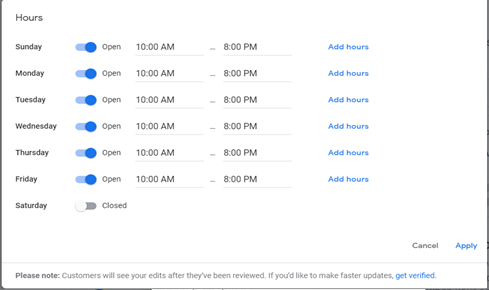 Hours
Sunday Open 10:00 AM – 8:00 PM Add hours
Monday Open 10:00 AM – 8:00 PM Add hours
Tuesday Open 10:00 AM – 8:00 PM Add hours
Wednesday Open 10:00 AM – 8:00 PM Add hours
Thursday Open 10:00 AM – 8:00 PM Add hours
Friday Open 10:00 AM – 8:00 PM Add hours
Saturday Closed
Cancel Apply
Please note: Customers will see your edits after they've been reviewed. If you'd like to make faster updates, get verified.